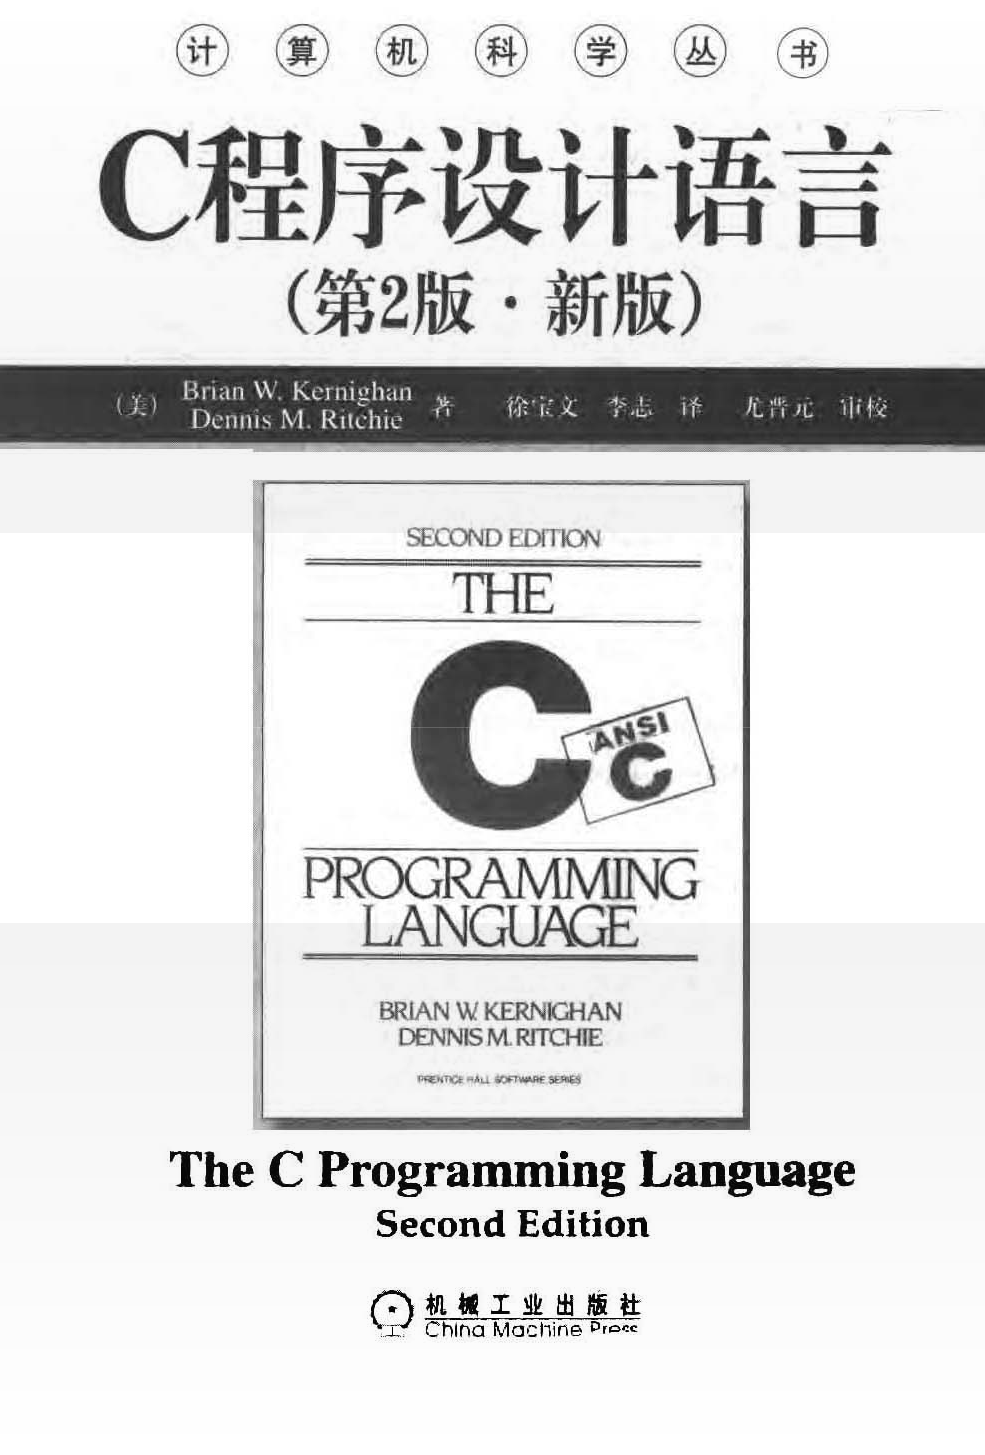 计算机科学丛书
C程序设计语言
(第2版·新版)
(美) Brian W. Kernighan
Dennis M. Ritchie 著 徐宝文 李志 译 尤晋元 审校
SECOND EDITION
THE
C
ANSI
C
PROGRAMMING
LANGUAGE
BRIAN W. KERNIGHAN
DENNIS M. RITCHIE
PRENTICE HALL SOFTWARE SERIES
The C Programming Language
Second Edition
机械工业出版社
China Machine Press